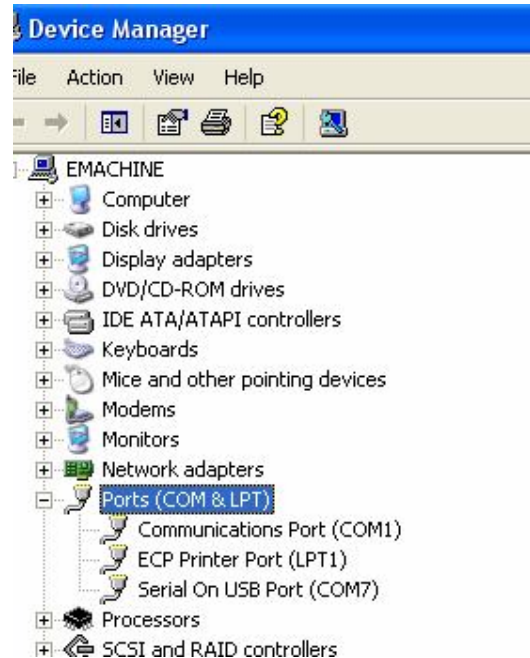 Device Manager
File Action View Help
EMACHINE
Computer
Disk drives
Display adapters
DVD/CD-ROM drives
IDE ATA/ATAPI controllers
Keyboards
Mice and other pointing devices
Modems
Monitors
Network adapters
Ports (COM & LPT)
Communications Port (COM1)
ECP Printer Port (LPT1)
Serial On USB Port (COM7)
Processors
SCSI and RAID controllers